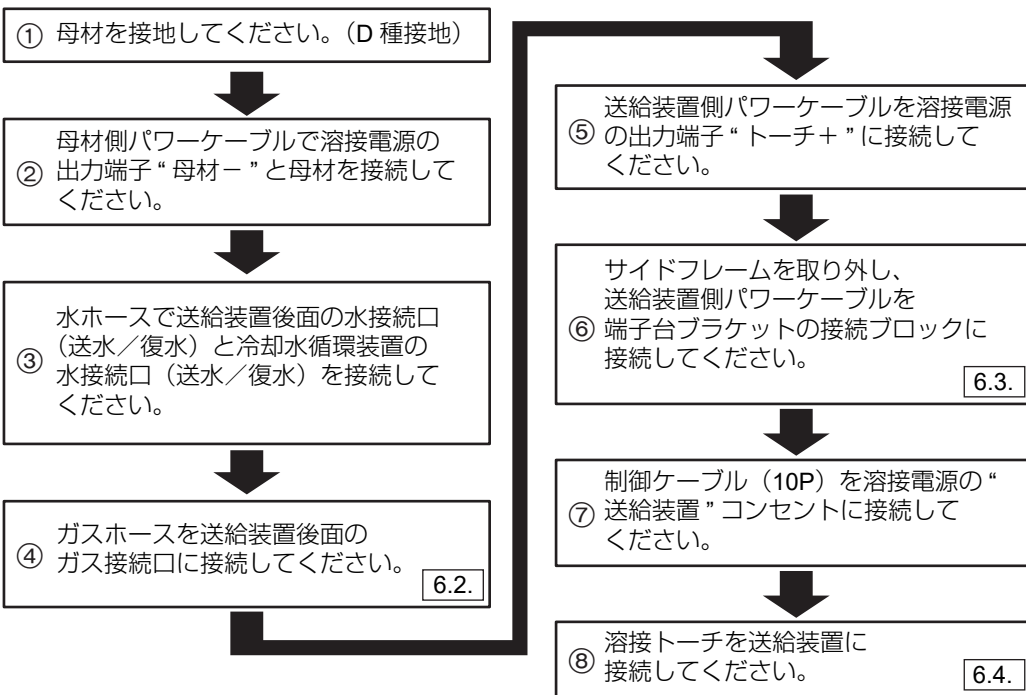 ① 母材を接地してください。（D 種接地）
母材側パワーケーブルで溶接電源の
② 出力端子 “ 母材－ ” と母材を接続して
ください。
水ホースで送給装置後面の水接続口
（送水／復水）と冷却水循環装置の
③ 水接続口（送水／復水）を接続して
ください。
ガスホースを送給装置後面の
④ ガス接続口に接続してください。
6.2.
送給装置側パワーケーブルを溶接電源
⑤ の出力端子 “ トーチ＋ ” に接続して
ください。
サイドフレームを取り外し、
送給装置側パワーケーブルを
⑥ 端子台ブラケットの接続ブロックに
接続してください。
6.3.
制御ケーブル（10P）を溶接電源の “
⑦ 送給装置 ” コンセントに接続して
ください。
溶接トーチを送給装置に
⑧ 接続してください。
6.4.